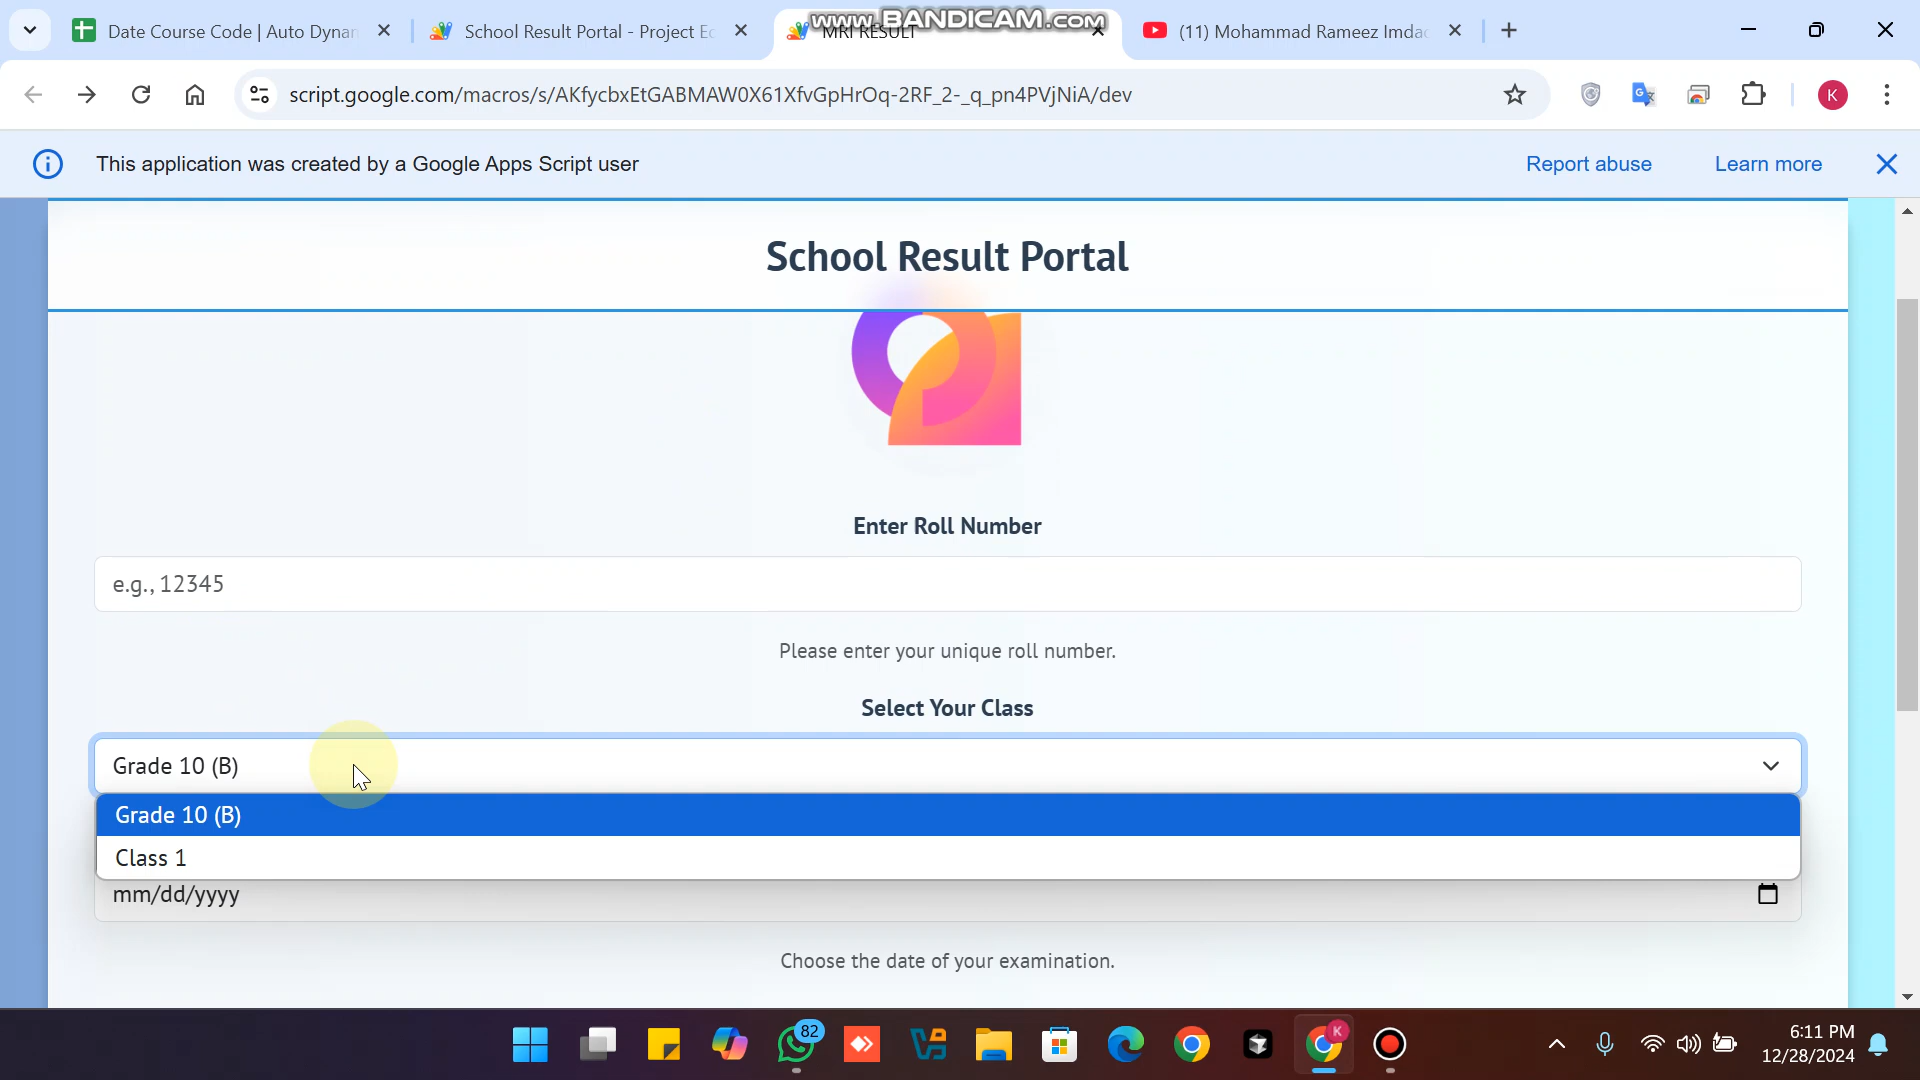 Date Course Code | Auto Dynan
School Result Portal - Project Ed
MRI RESULT
www.BANDICAM.com
(11) Mohammad Rameez Imdad
script.google.com/macros/s/AKfycbxEtGABMAW0X61XfvGpHrOq-2RF_2-_q_pn4PVjNiA/dev
K
This application was created by a Google Apps Script user
Report abuse
Learn more
School Result Portal
Enter Roll Number
e.g., 12345
Please enter your unique roll number.
Select Your Class
Grade 10 (B)
Grade 10 (B)
Class 1
mm/dd/yyyy
Choose the date of your examination.
82
K
6:11 PM
12/28/2024